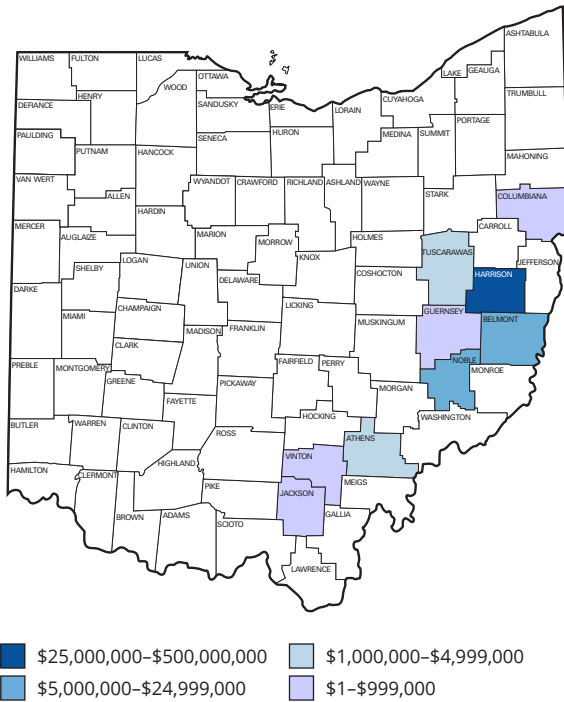 ASHTABULA
WILLIAMS
FULTON
LUCAS
LAKE
GEAUGA
OTTAWA
WOOD
HENRY
CUYAHOGA
TRUMBULL
DEFIANCE
SANDUSKY
ERIE
LORAIN
PORTAGE
PAULDING
SENECA
HURON
MEDINA
SUMMIT
PUTNAM
HANCOCK
MAHONING
VAN WERT
WYANDOT
CRAWFORD
RICHLAND
ASHLAND
WAYNE
STARK
COLUMBIANA
ALLEN
HARDIN
MERCER
CARROLL
AUGLAIZE
MARION
MORROW
HOLMES
TUSCARAWAS
KNOX
LOGAN
UNION
JEFFERSON
SHELBY
COSHOCTON
HARRISON
DELAWARE
DARKE
CHAMPAIGN
LICKING
GUERNSEY
MIAMI
MUSKINGUM
BELMONT
MADISON
FRANKLIN
CLARK
FAIRFIELD
PERRY
NOBLE
PREBLE
MONTGOMERY
MONROE
GREENE
PICKAWAY
MORGAN
FAYETTE
HOCKING
WASHINGTON
BUTLER
WARREN
CLINTON
ROSS
ATHENS
VINTON
HIGHLAND
HAMILTON
CLERMONT
MEIGS
PIKE
JACKSON
GALLIA
BROWN
ADAMS
SCIOTO
LAWRENCE
$25,000,000–$500,000,000
$5,000,000–$24,999,000
$1,000,000–$4,999,000
$1–$999,000